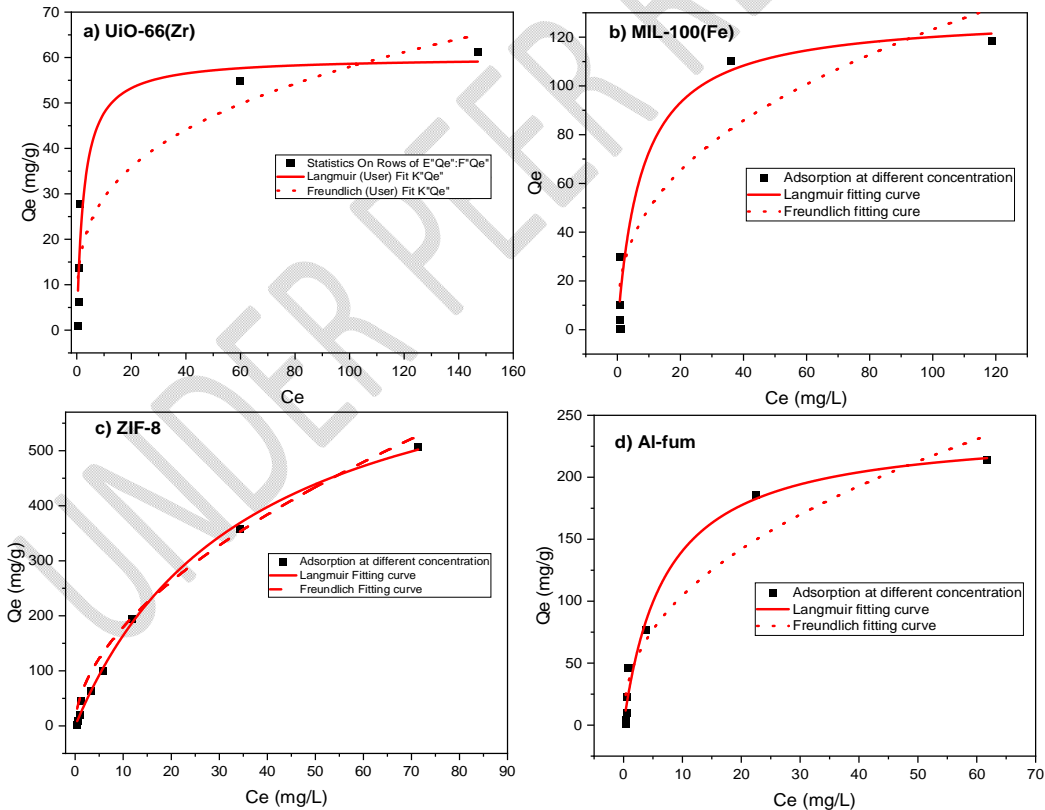 a) UiO-66(Zr)
70
60
50
40
30
20
10
0
Qe (mg/g)
Statistics On Rows of E"Qe":F"Qe"
Langmuir (User) Fit K"Qe"
Freundlich (User) Fit K"Qe"
0 20 40 60 80 100 120 140 160
Ce
b) MIL-100(Fe)
120
100
80
60
40
20
0
Qe
Adsorption at different concentration
Langmuir fitting curve
Freundlich fitting cure
0 20 40 60 80 100 120
Ce (mg/L)
c) ZIF-8
500
400
300
200
100
0
Qe (mg/g)
Adsorption at different concentration
Langmuir Fitting curve
Freundlich Fitting curve
0 10 20 30 40 50 60 70 80 90
Ce (mg/L)
d) Al-fum
250
200
150
100
50
0
Qe (mg/g)
Adsorption at different concentration
Langmuir fitting curve
Freundlich fitting curve
0 10 20 30 40 50 60 70
Ce (mg/L)
UNDER PEER RE